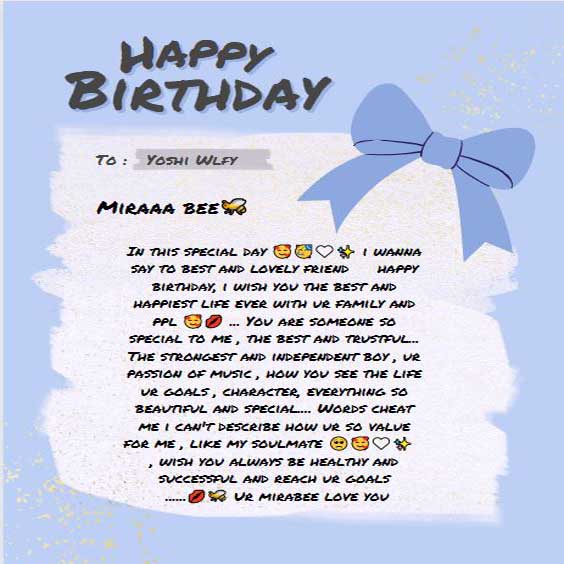 Happy
Birthday
To : Yoshi Wlfy
Miraaa bee🐝
In this special day 🥰🥳🤍✨ i wanna
say to best and lovely friend happy
birthday, i wish you the best and
happiest life ever with ur family and
ppl 🥰💋 ... You are someone so
special to me , the best and trustful...
The strongest and independent boy , ur
passion of music , how you see the life
ur goals , character, everything so
beautiful and special... Words cheat
me i can't describe how ur so value
for me , like my soulmate 🥺🥰🤍✨
, wish you always be healthy and
successful and reach ur goals
......💋🐝 Ur mirabee love you